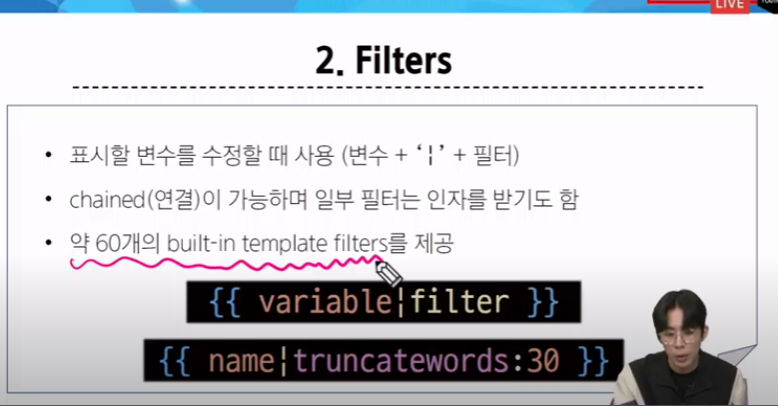 LIVE
2. Filters
• 표시할 변수를 수정할 때 사용 (변수 + ‘¦’ + 필터)
• chained(연결)이 가능하며 일부 필터는 인자를 받기도 함
• 약 60개의 built-in template filters를 제공
{{ variable¦filter }}
{{ name¦truncatewords:30 }}